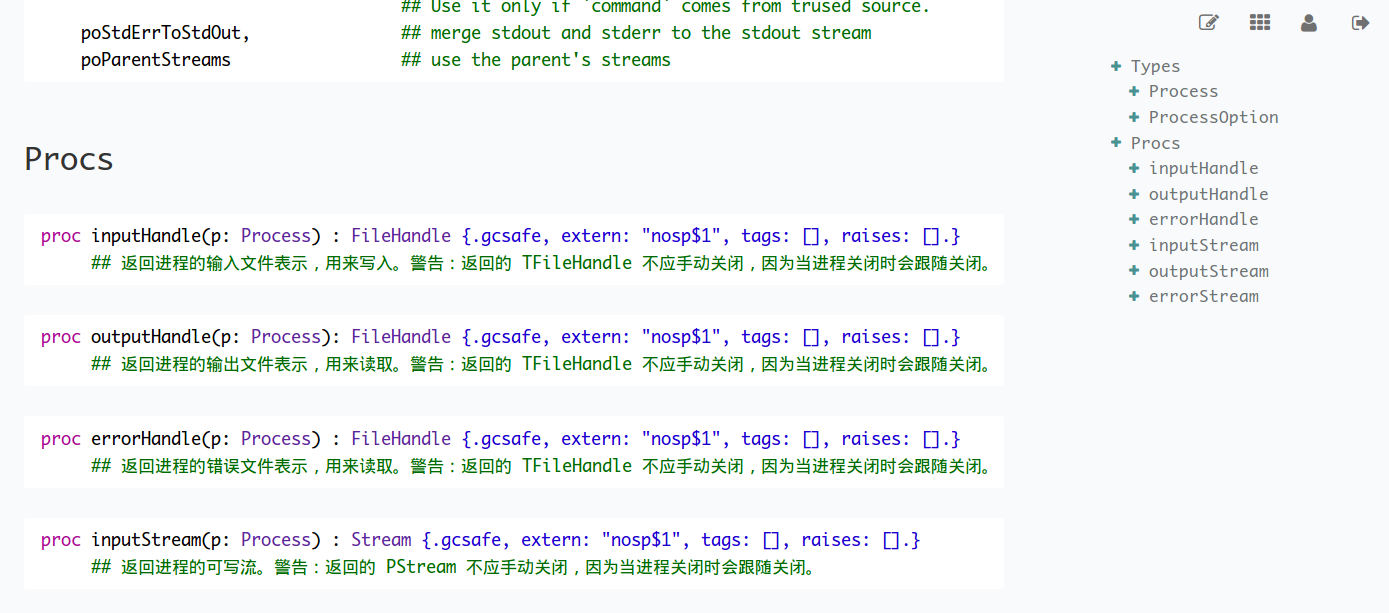 ## Use it only if `command` comes from trused source.
poStdErrToStdOut, ## merge stdout and stderr to the stdout stream
poParentStreams ## use the parent's streams
Procs
proc inputHandle(p: Process) : FileHandle {.gcsafe, extern: "nosp$1", tags: [], raises: [].}
## 返回进程的输入文件表示，用来写入。警告：返回的 TFileHandle 不应手动关闭，因为当进程关闭时会跟随关闭。
proc outputHandle(p: Process): FileHandle {.gcsafe, extern: "nosp$1", tags: [], raises: [].}
## 返回进程的输出文件表示，用来读取。警告：返回的 TFileHandle 不应手动关闭，因为当进程关闭时会跟随关闭。
proc errorHandle(p: Process) : FileHandle {.gcsafe, extern: "nosp$1", tags: [], raises: [].}
## 返回进程的错误文件表示，用来读取。警告：返回的 TFileHandle 不应手动关闭，因为当进程关闭时会跟随关闭。
proc inputStream(p: Process) : Stream {.gcsafe, extern: "nosp$1", tags: [], raises: [].}
## 返回进程的可写流。警告：返回的 PStream 不应手动关闭，因为当进程关闭时会跟随关闭。
Types
Process
ProcessOption
Procs
inputHandle
outputHandle
errorHandle
inputStream
outputStream
errorStream